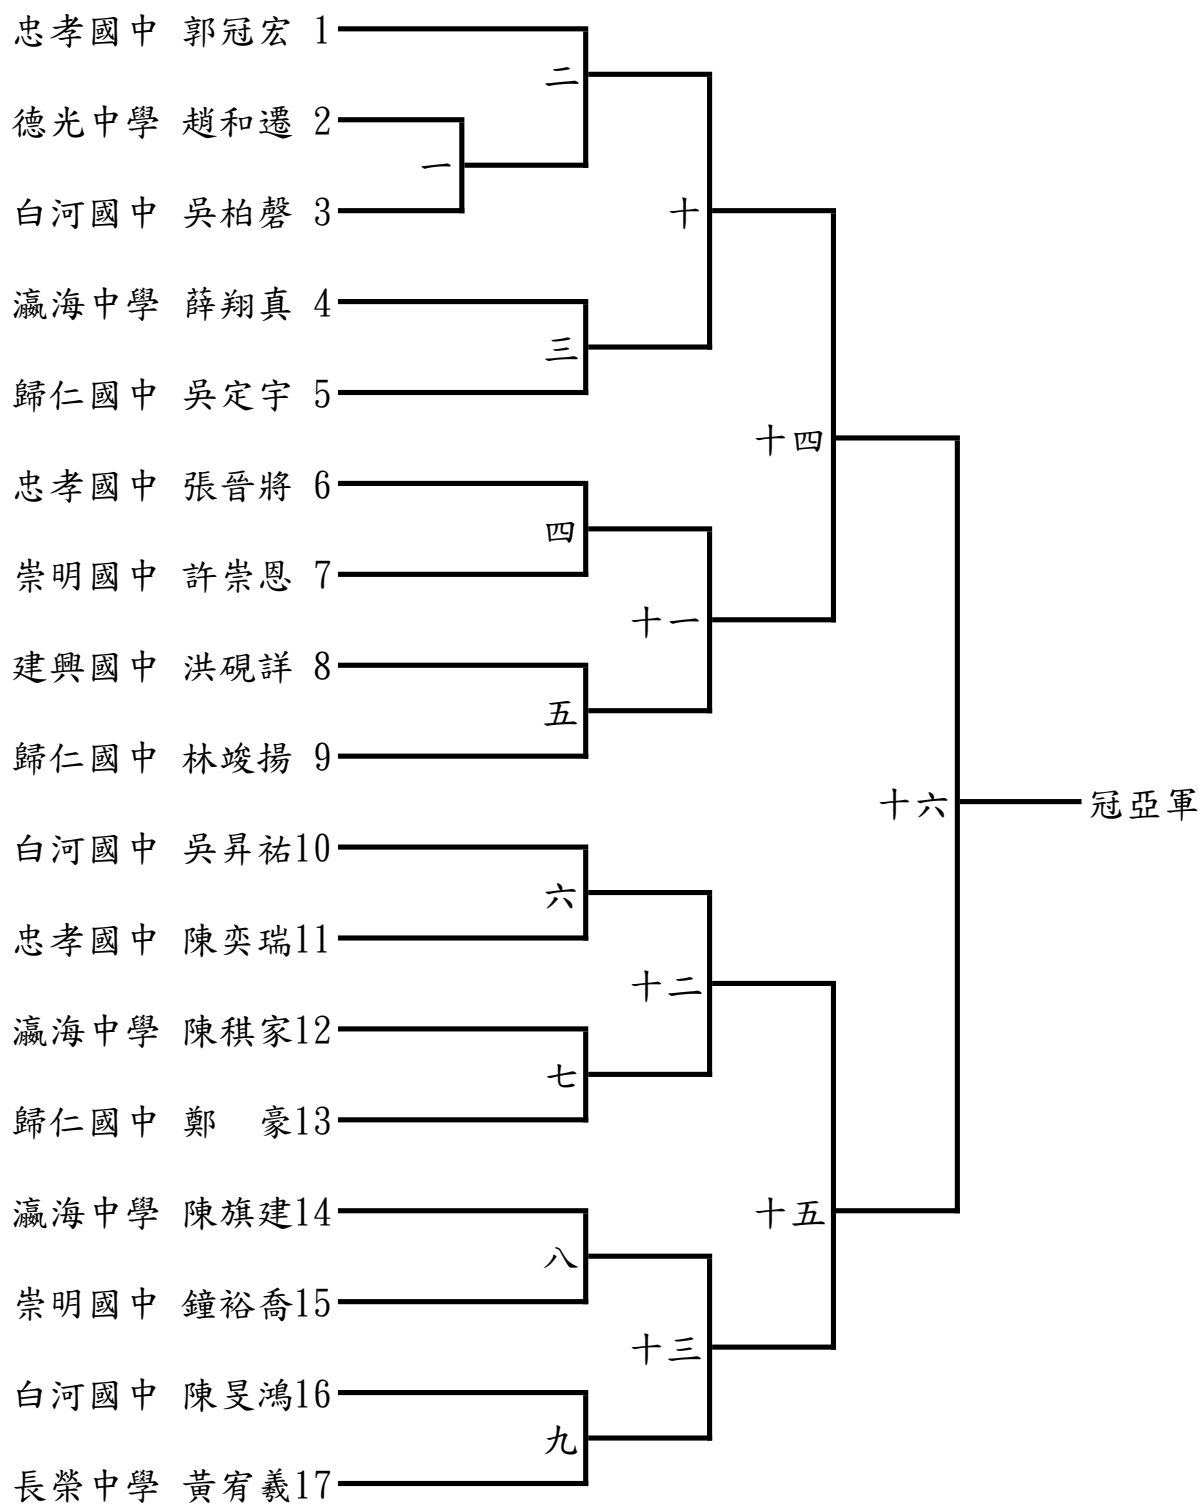 忠孝國中 郭冠宏 1
二
德光中學 趙和遷 2
一
白河國中 吳柏磬 3
十
瀛海中學 薛翔真 4
三
歸仁國中 吳定宇 5
十四
忠孝國中 張晉將 6
四
崇明國中 許崇恩 7
十一
建興國中 洪硯詳 8
五
歸仁國中 林竣揚 9
十六 冠亞軍
白河國中 吳昇祐10
六
忠孝國中 陳奕瑞11
十二
瀛海中學 陳稘家12
七
歸仁國中 鄭　豪13
瀛海中學 陳旗建14
十五
八
崇明國中 鐘裕喬15
十三
白河國中 陳旻鴻16
九
長榮中學 黃宥羲17